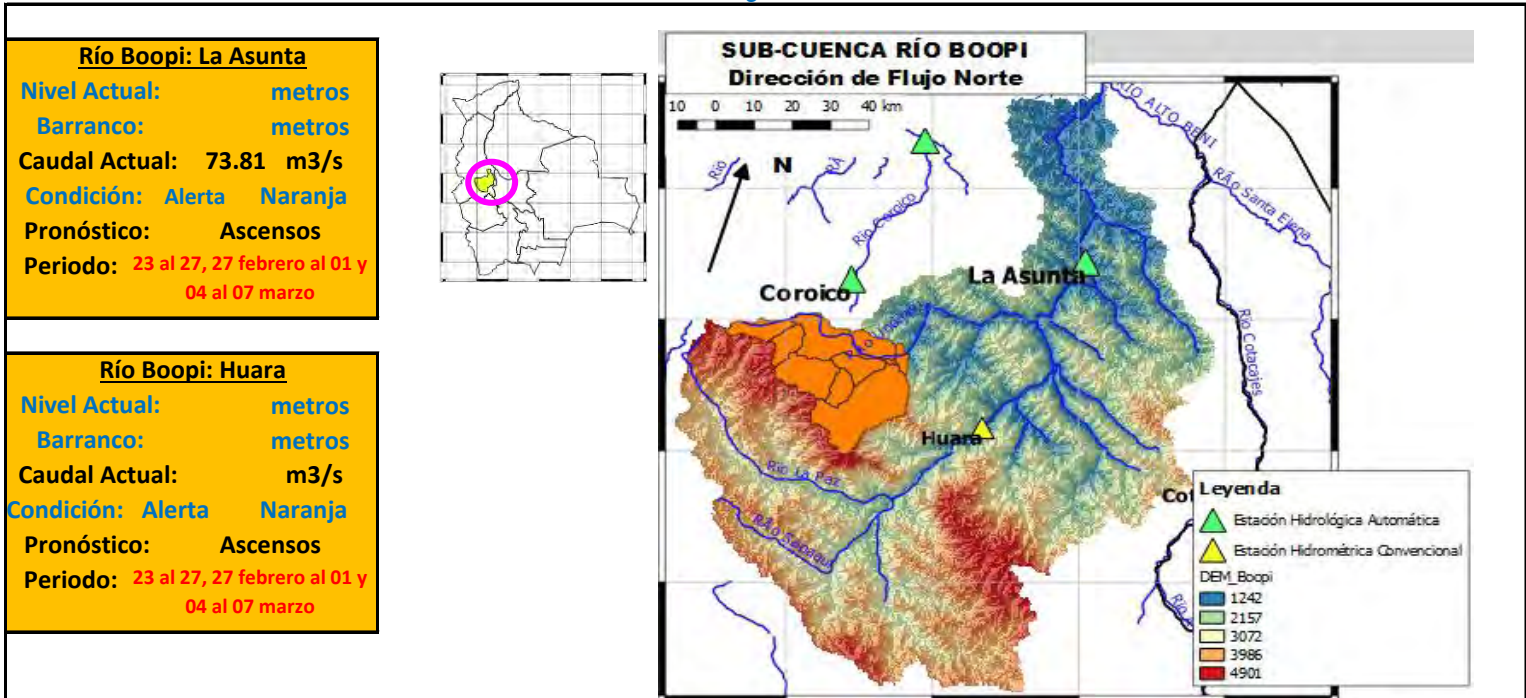 Río Boopi: La Asunta
Nivel Actual: metros
Barranco: metros
Caudal Actual: 73.81 m3/s
Condición: Alerta Naranja
Pronóstico: Ascensos
Periodo: 23 al 27, 27 febrero al 01 y
04 al 07 marzo
Río Boopi: Huara
Nivel Actual: metros
Barranco: metros
Caudal Actual: m3/s
Condición: Alerta Naranja
Pronóstico: Ascensos
Periodo: 23 al 27, 27 febrero al 01 y
04 al 07 marzo
SUB-CUENCA RÍO BOOPI
Dirección de Flujo Norte
10 0 10 20 30 40 km
N
RÍO ALTO BENI
RÃo Santa Elena
Río
RÃ
Río Coroico
Coroico
La Asunta
Río Cotacajes
Huara
Río La Paz
RÃo Sapaqui
Leyenda
Estación Hidrológica Automática
Estación Hidrométrica Convencional
DEM_Boopi
1242
2157
3072
3986
4901